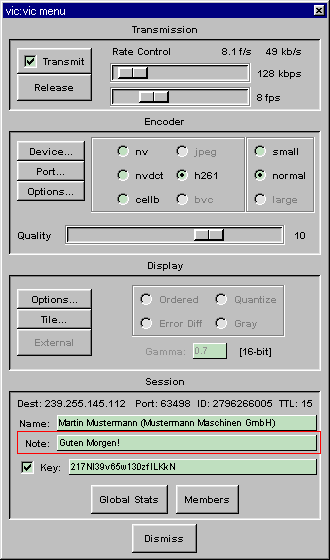 vic:vic menu
Transmission
Transmit
Rate Control 8.1 f/s 49 kb/s
128 kbps
Release
8 fps
Encoder
Device...
Port...
Options...
nv jpeg small
nvdct h261 normal
cellb bvc large
Quality 10
Display
Options...
Tile...
External
Ordered Quantize
Error Diff Gray
Gamma: 0.7 [16-bit]
Session
Dest: 239.255.145.112 Port: 63498 ID: 2796266005 TTL: 15
Name: Martin Mustermann (Mustermann Maschinen GmbH)
Note: Guten Morgen!
Key:
Global Stats Members
Dismiss